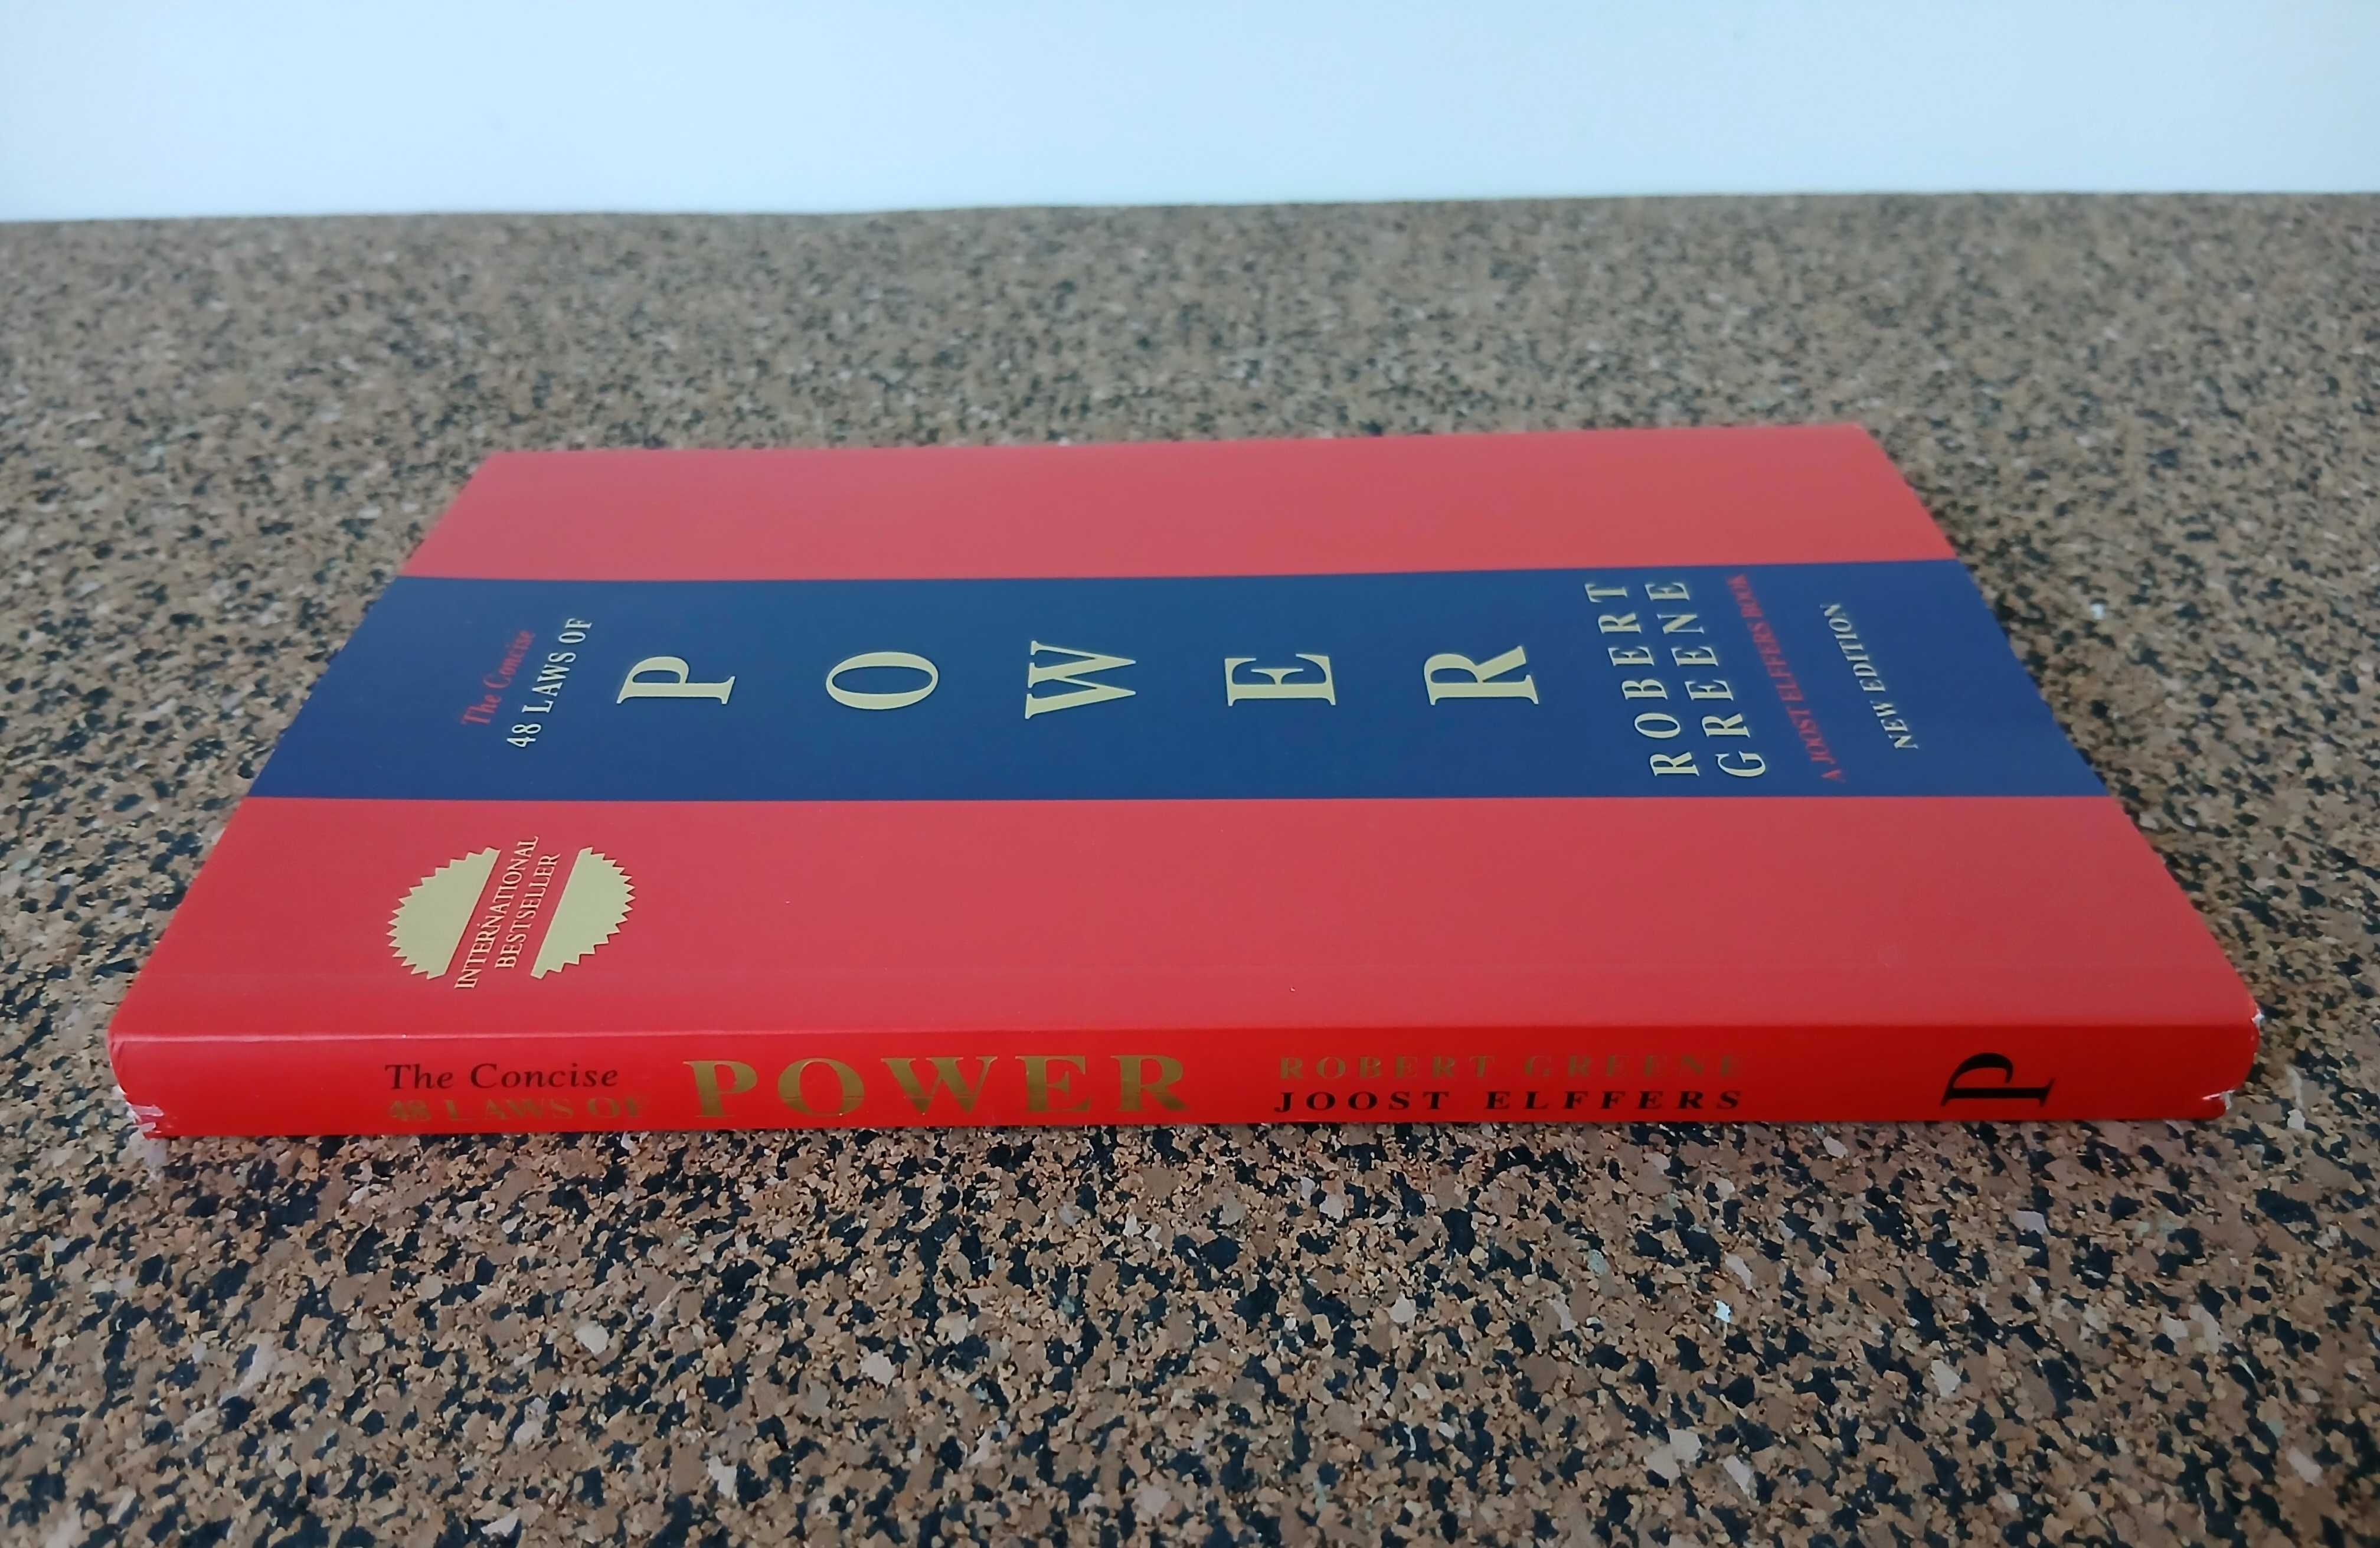 The Concise
48 LAWS OF
POWER
ROBERT
GREENE
A JOOST ELFFERS BOOK
NEW EDITION
INTERNATIONAL
BESTSELLER
The Concise
48 LAWS OF
POWER
ROBERT GREENE
JOOST ELFFERS
P